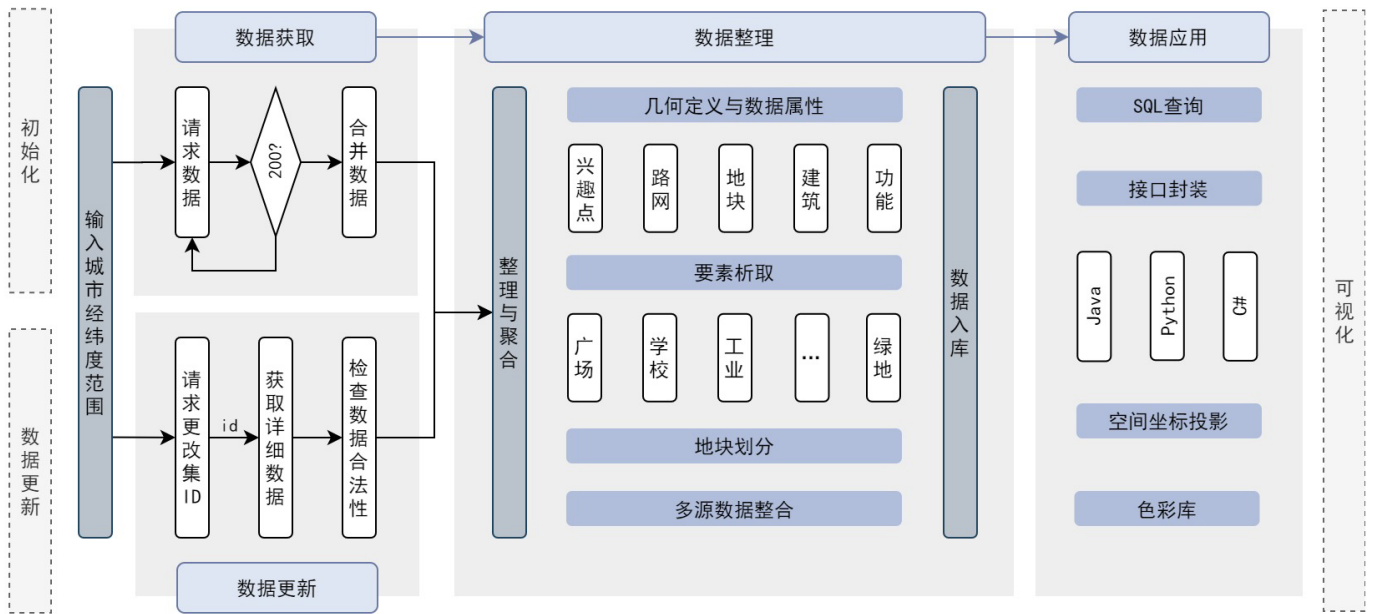 初始化
数据更新
输入城市经纬度范围
数据获取
请求数据
200?
合并数据
请求更改集ID
id
获取详细数据
检查数据合法性
数据更新
数据整理
整理与聚合
几何定义与数据属性
兴趣点
路网
地块
建筑
功能
要素析取
广场
学校
工业
...
绿地
地块划分
多源数据整合
数据入库
数据应用
SQL查询
接口封装
Java
Python
C#
空间坐标投影
色彩库
可视化